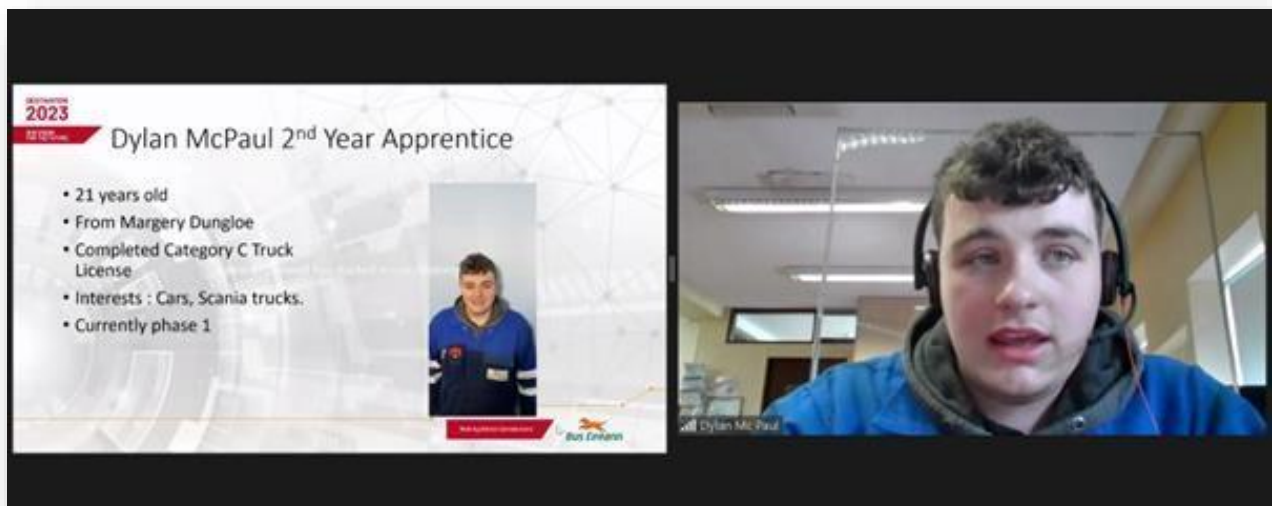 DESTINATION
2023
Dylan McPaul 2nd Year Apprentice
• 21 years old
• From Margery Dungloe
• Completed Category C Truck
License
• Interests : Cars, Scania trucks.
• Currently phase 1
Bus Éireann
Dylan Mc Paul